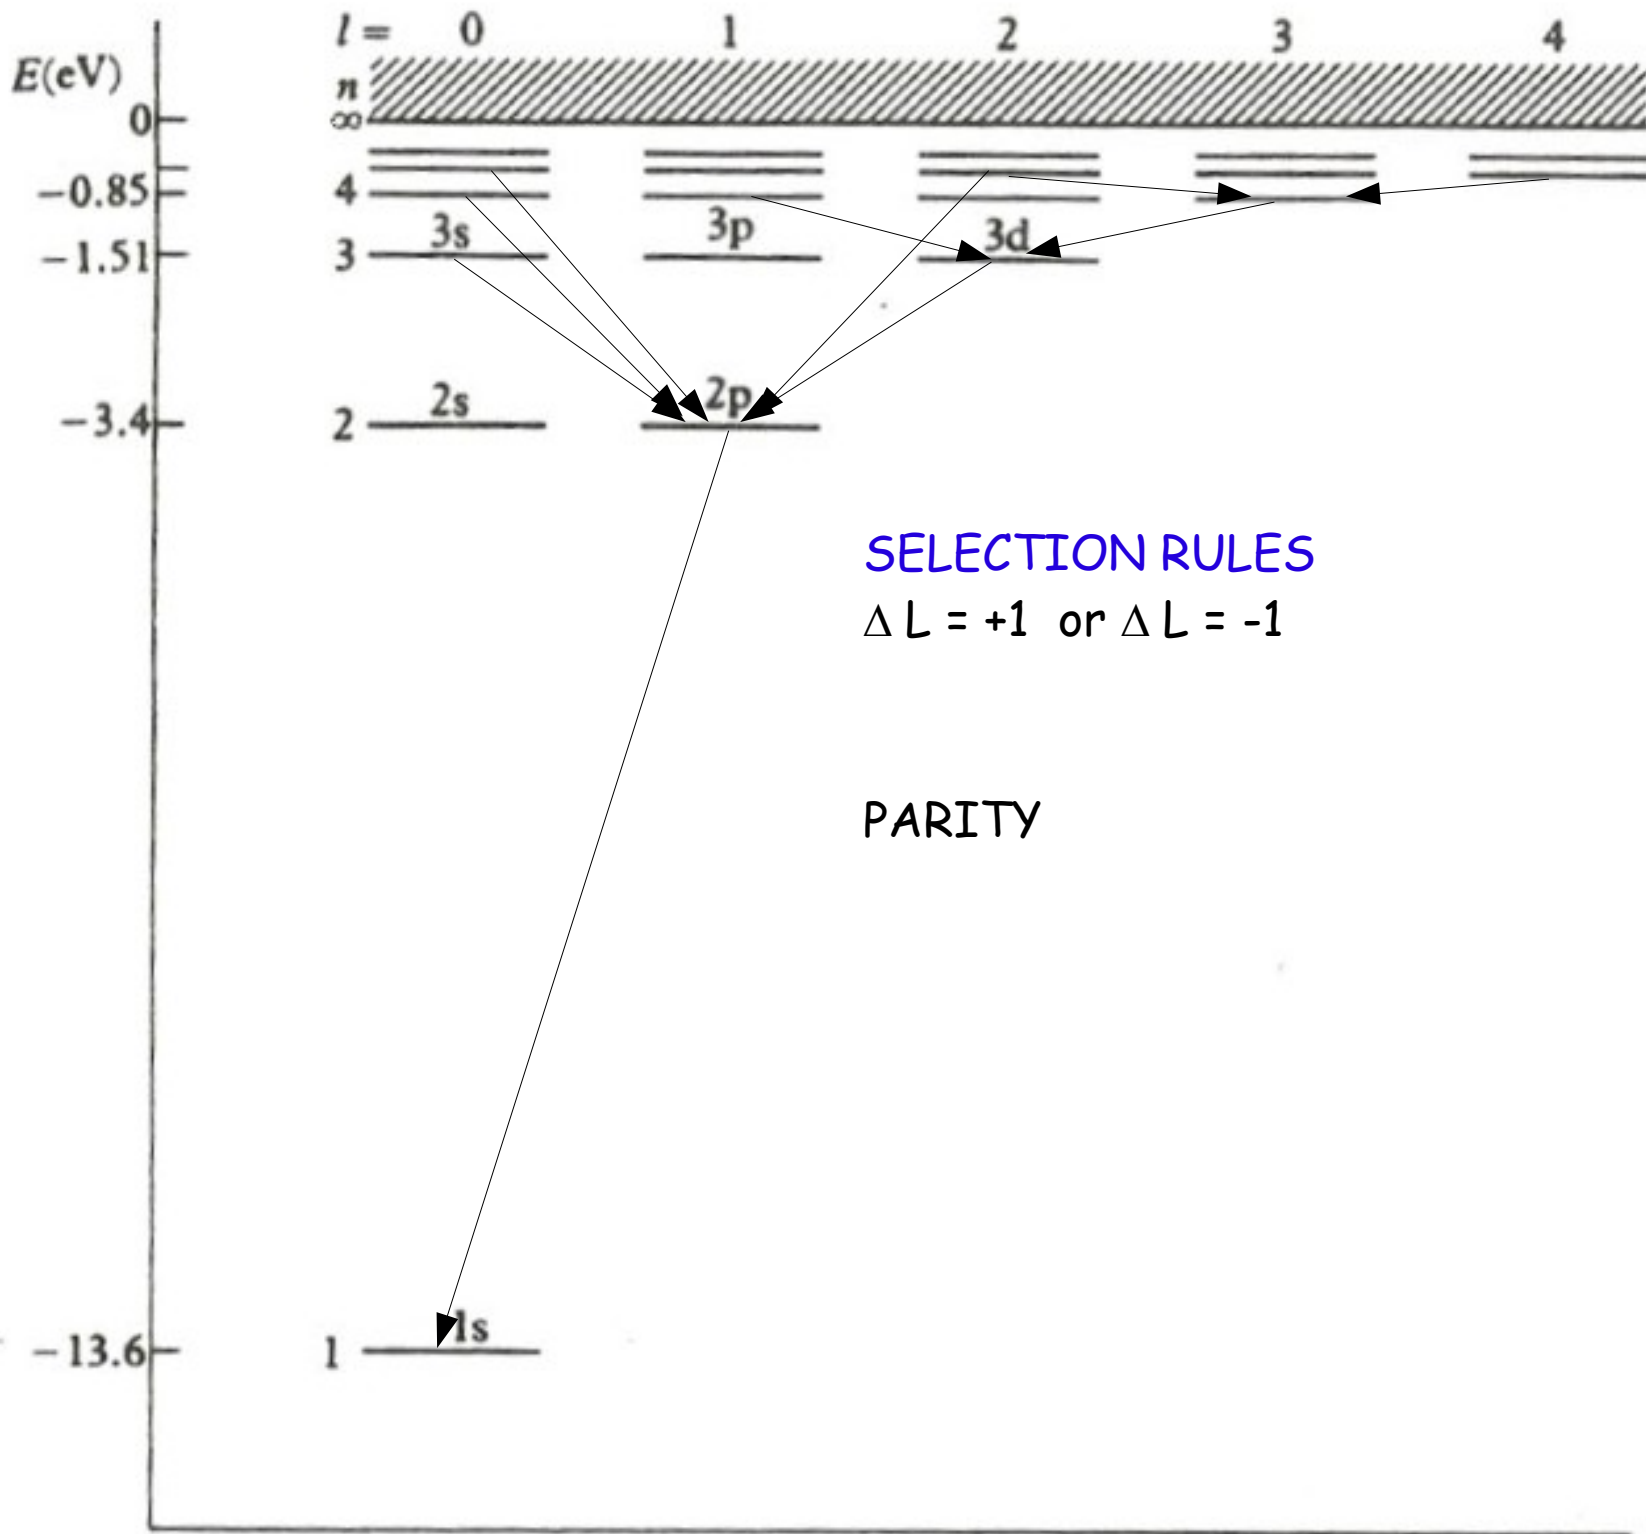 l = 0 1 2 3 4
E(eV)
n
0 ∞
−0.85 4
3s 3p 3d
−1.51 3
2s 2p
−3.4 2
SELECTION RULES
Δ L = +1 or Δ L = -1
PARITY
1s
−13.6 1